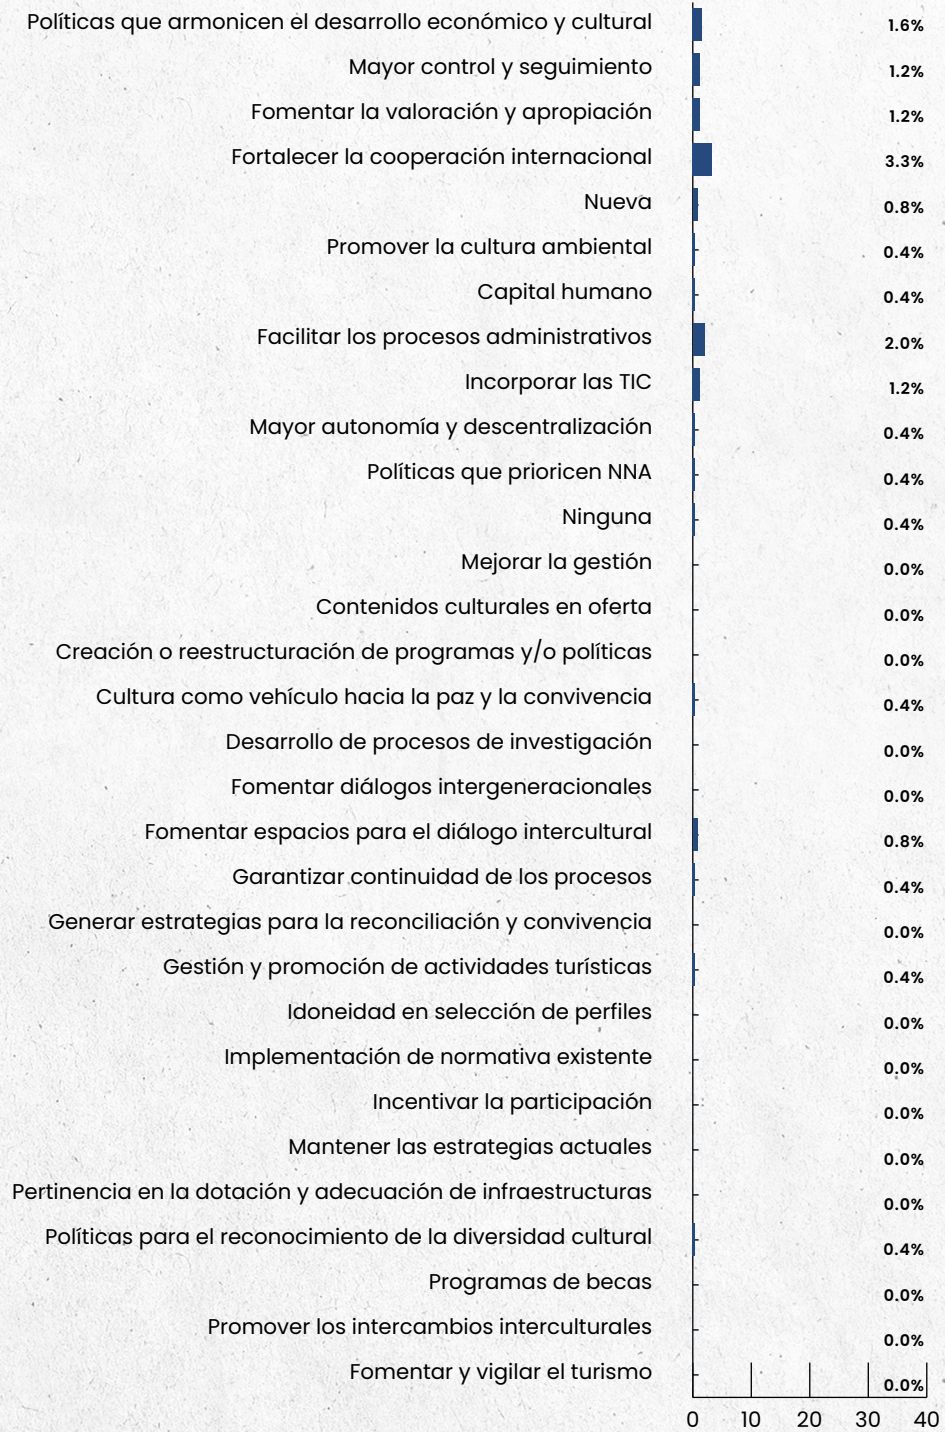 Políticas que armonicen el desarrollo económico y cultural 1.6%
Mayor control y seguimiento 1.2%
Fomentar la valoración y apropiación 1.2%
Fortalecer la cooperación internacional 3.3%
Nueva 0.8%
Promover la cultura ambiental 0.4%
Capital humano 0.4%
Facilitar los procesos administrativos 2.0%
Incorporar las TIC 1.2%
Mayor autonomía y descentralización 0.4%
Políticas que prioricen NNA 0.4%
Ninguna 0.4%
Mejorar la gestión 0.0%
Contenidos culturales en oferta 0.0%
Creación o reestructuración de programas y/o políticas 0.0%
Cultura como vehículo hacia la paz y la convivencia 0.4%
Desarrollo de procesos de investigación 0.0%
Fomentar diálogos intergeneracionales 0.0%
Fomentar espacios para el diálogo intercultural 0.8%
Garantizar continuidad de los procesos 0.4%
Generar estrategias para la reconciliación y convivencia 0.0%
Gestión y promoción de actividades turísticas 0.4%
Idoneidad en selección de perfiles 0.0%
Implementación de normativa existente 0.0%
Incentivar la participación 0.0%
Mantener las estrategias actuales 0.0%
Pertinencia en la dotación y adecuación de infraestructuras 0.0%
Políticas para el reconocimiento de la diversidad cultural 0.4%
Programas de becas 0.0%
Promover los intercambios interculturales 0.0%
Fomentar y vigilar el turismo 0.0%
0 10 20 30 40